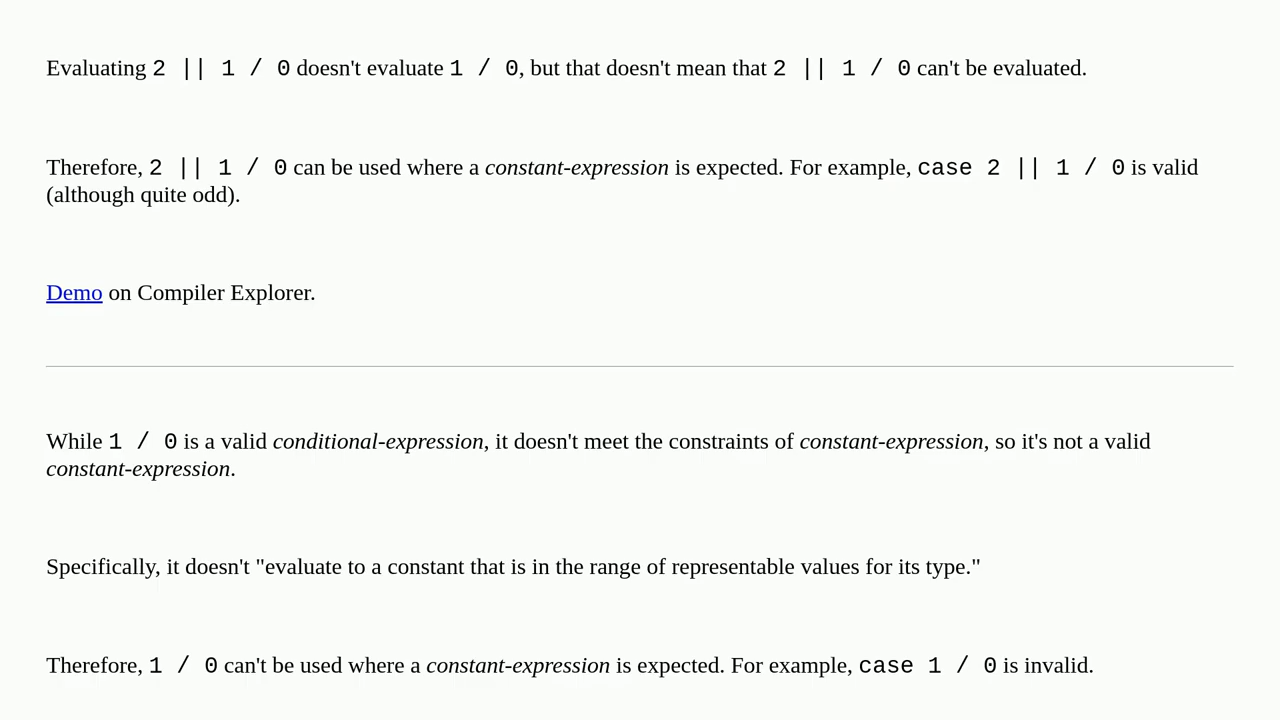 Evaluating 2 || 1 / 0 doesn't evaluate 1 / 0, but that doesn't mean that 2 || 1 / 0 can't be evaluated.
Therefore, 2 || 1 / 0 can be used where a constant-expression is expected. For example, case 2 || 1 / 0 is valid
(although quite odd).
Demo on Compiler Explorer.
While 1 / 0 is a valid conditional-expression, it doesn't meet the constraints of constant-expression, so it's not a valid
constant-expression.
Specifically, it doesn't "evaluate to a constant that is in the range of representable values for its type."
Therefore, 1 / 0 can't be used where a constant-expression is expected. For example, case 1 / 0 is invalid.